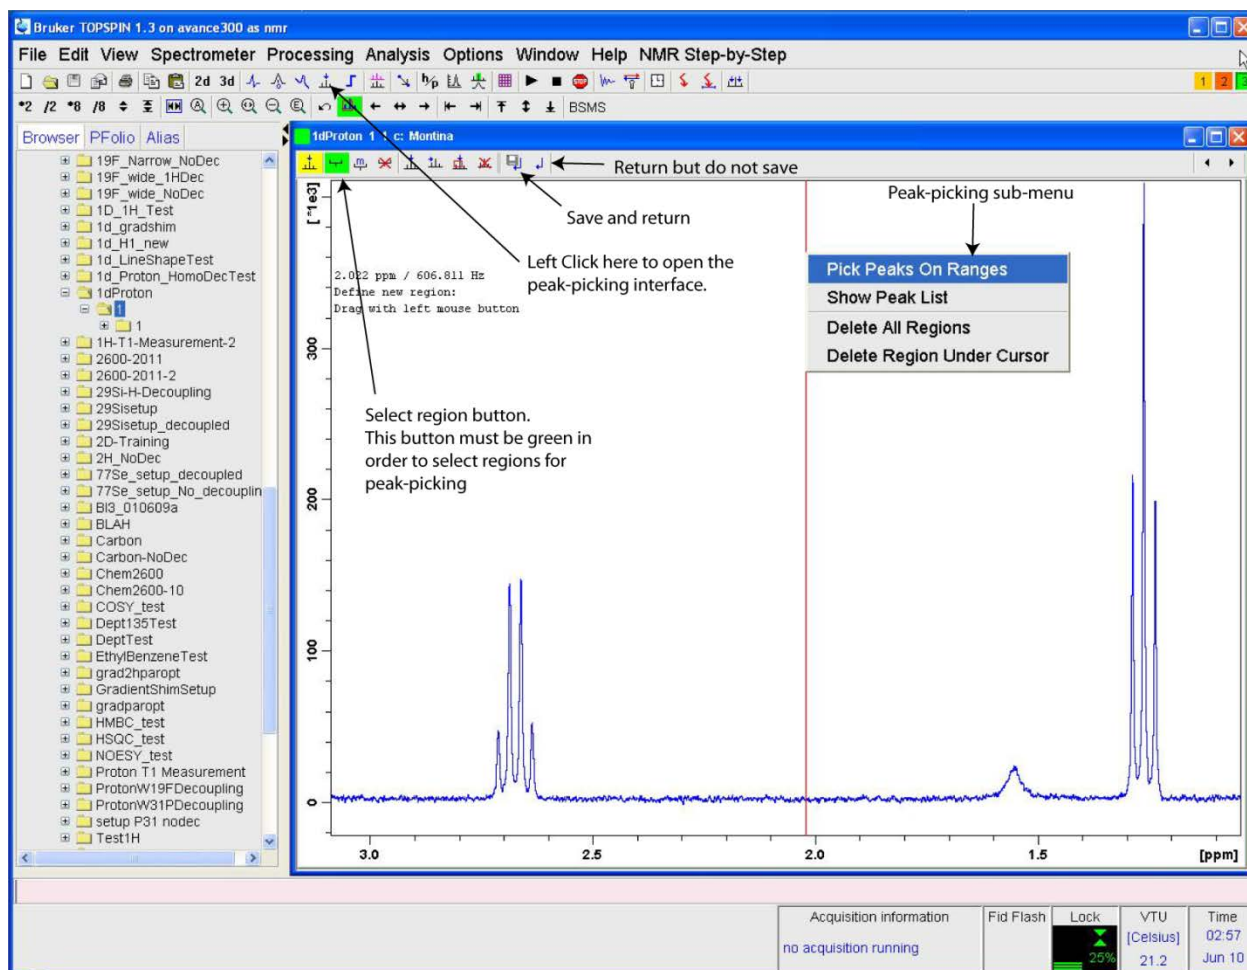 Bruker TOPSPIN 1.3 on avance300 as nmr
File Edit View Spectrometer Processing Analysis Options Window Help NMR Step-by-Step
2d 3d h/p 1 2 3
*2 /2 *8 /8 BSMS
Browser PFolio Alias
19F_Narrow_NoDec
19F_wide_1HDec
19F_wide_NoDec
1D_1H_Test
1d_gradshim
1d_H1_new
1d_LineShapeTest
1d_Proton_HomoDecTest
1dProton
1
1
1H-T1-Measurement-2
2600-2011
2600-2011-2
29Si-H-Decoupling
29Sisetup
29Sisetup_decoupled
2D-Training
2H_NoDec
77Se_setup_decoupled
77Se_setup_No_decouplin
BI3_010609a
BLAH
Carbon
Carbon-NoDec
Chem2600
Chem2600-10
COSY_test
Dept135Test
DeptTest
EthylBenzeneTest
grad2hparopt
GradientShimSetup
gradparopt
HMBC_test
HSQC_test
NOESY_test
Proton T1 Measurement
ProtonW19FDecoupling
ProtonW31PDecoupling
setup P31 nodec
Test1H
1dProton 1 1 c: Montina
Return but do not save
Save and return
Peak-picking sub-menu
Left Click here to open the
peak-picking interface.
2.022 ppm / 606.811 Hz
Define new region:
Drag with left mouse button
Pick Peaks On Ranges
Show Peak List
Delete All Regions
Delete Region Under Cursor
Select region button.
This button must be green in
order to select regions for
peak-picking
[*1e3]
300
200
100
0
3.0 2.5 2.0 1.5 [ppm]
Acquisition information
no acquisition running
Fid Flash
Lock
25%
VTU
[Celsius]
21.2
Time
02:57
Jun 10